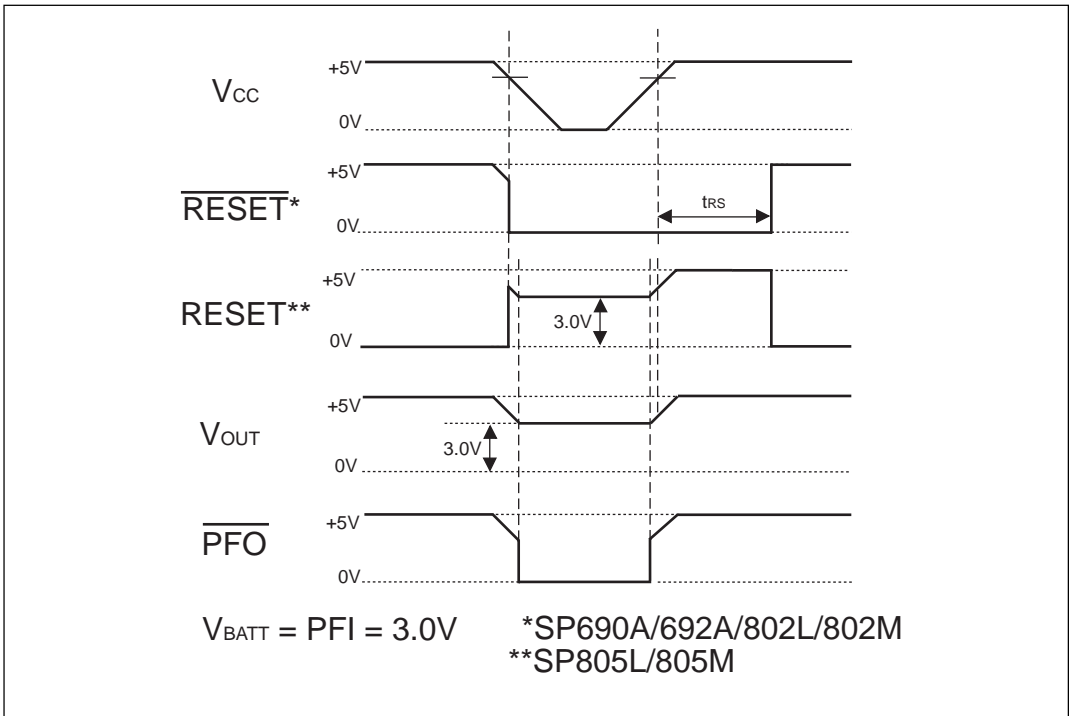 +5V
VCC
0V
+5V
RESET*
tRS
0V
+5V
RESET**
3.0V
0V
+5V
VOUT
3.0V
0V
+5V
PFO
0V
VBATT = PFI = 3.0V *SP690A/692A/802L/802M
**SP805L/805M